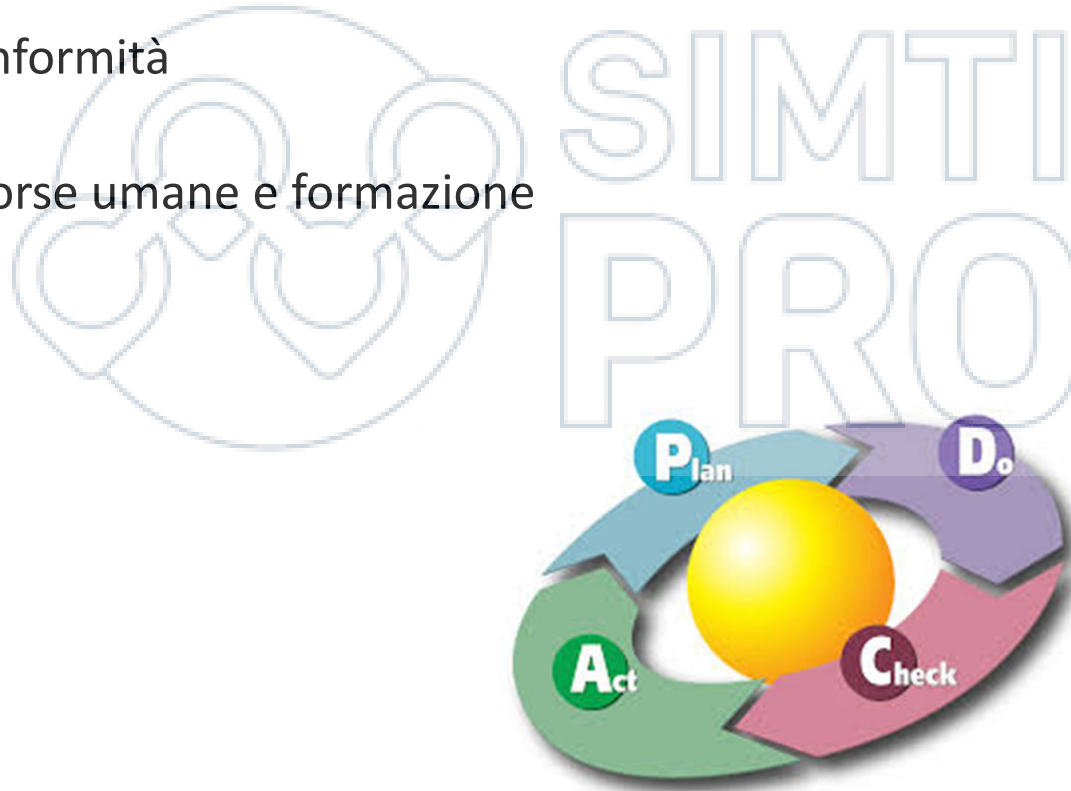 nformità
SIMTI
orse umane e formazione
PRO
Plan
Do
Act
Check